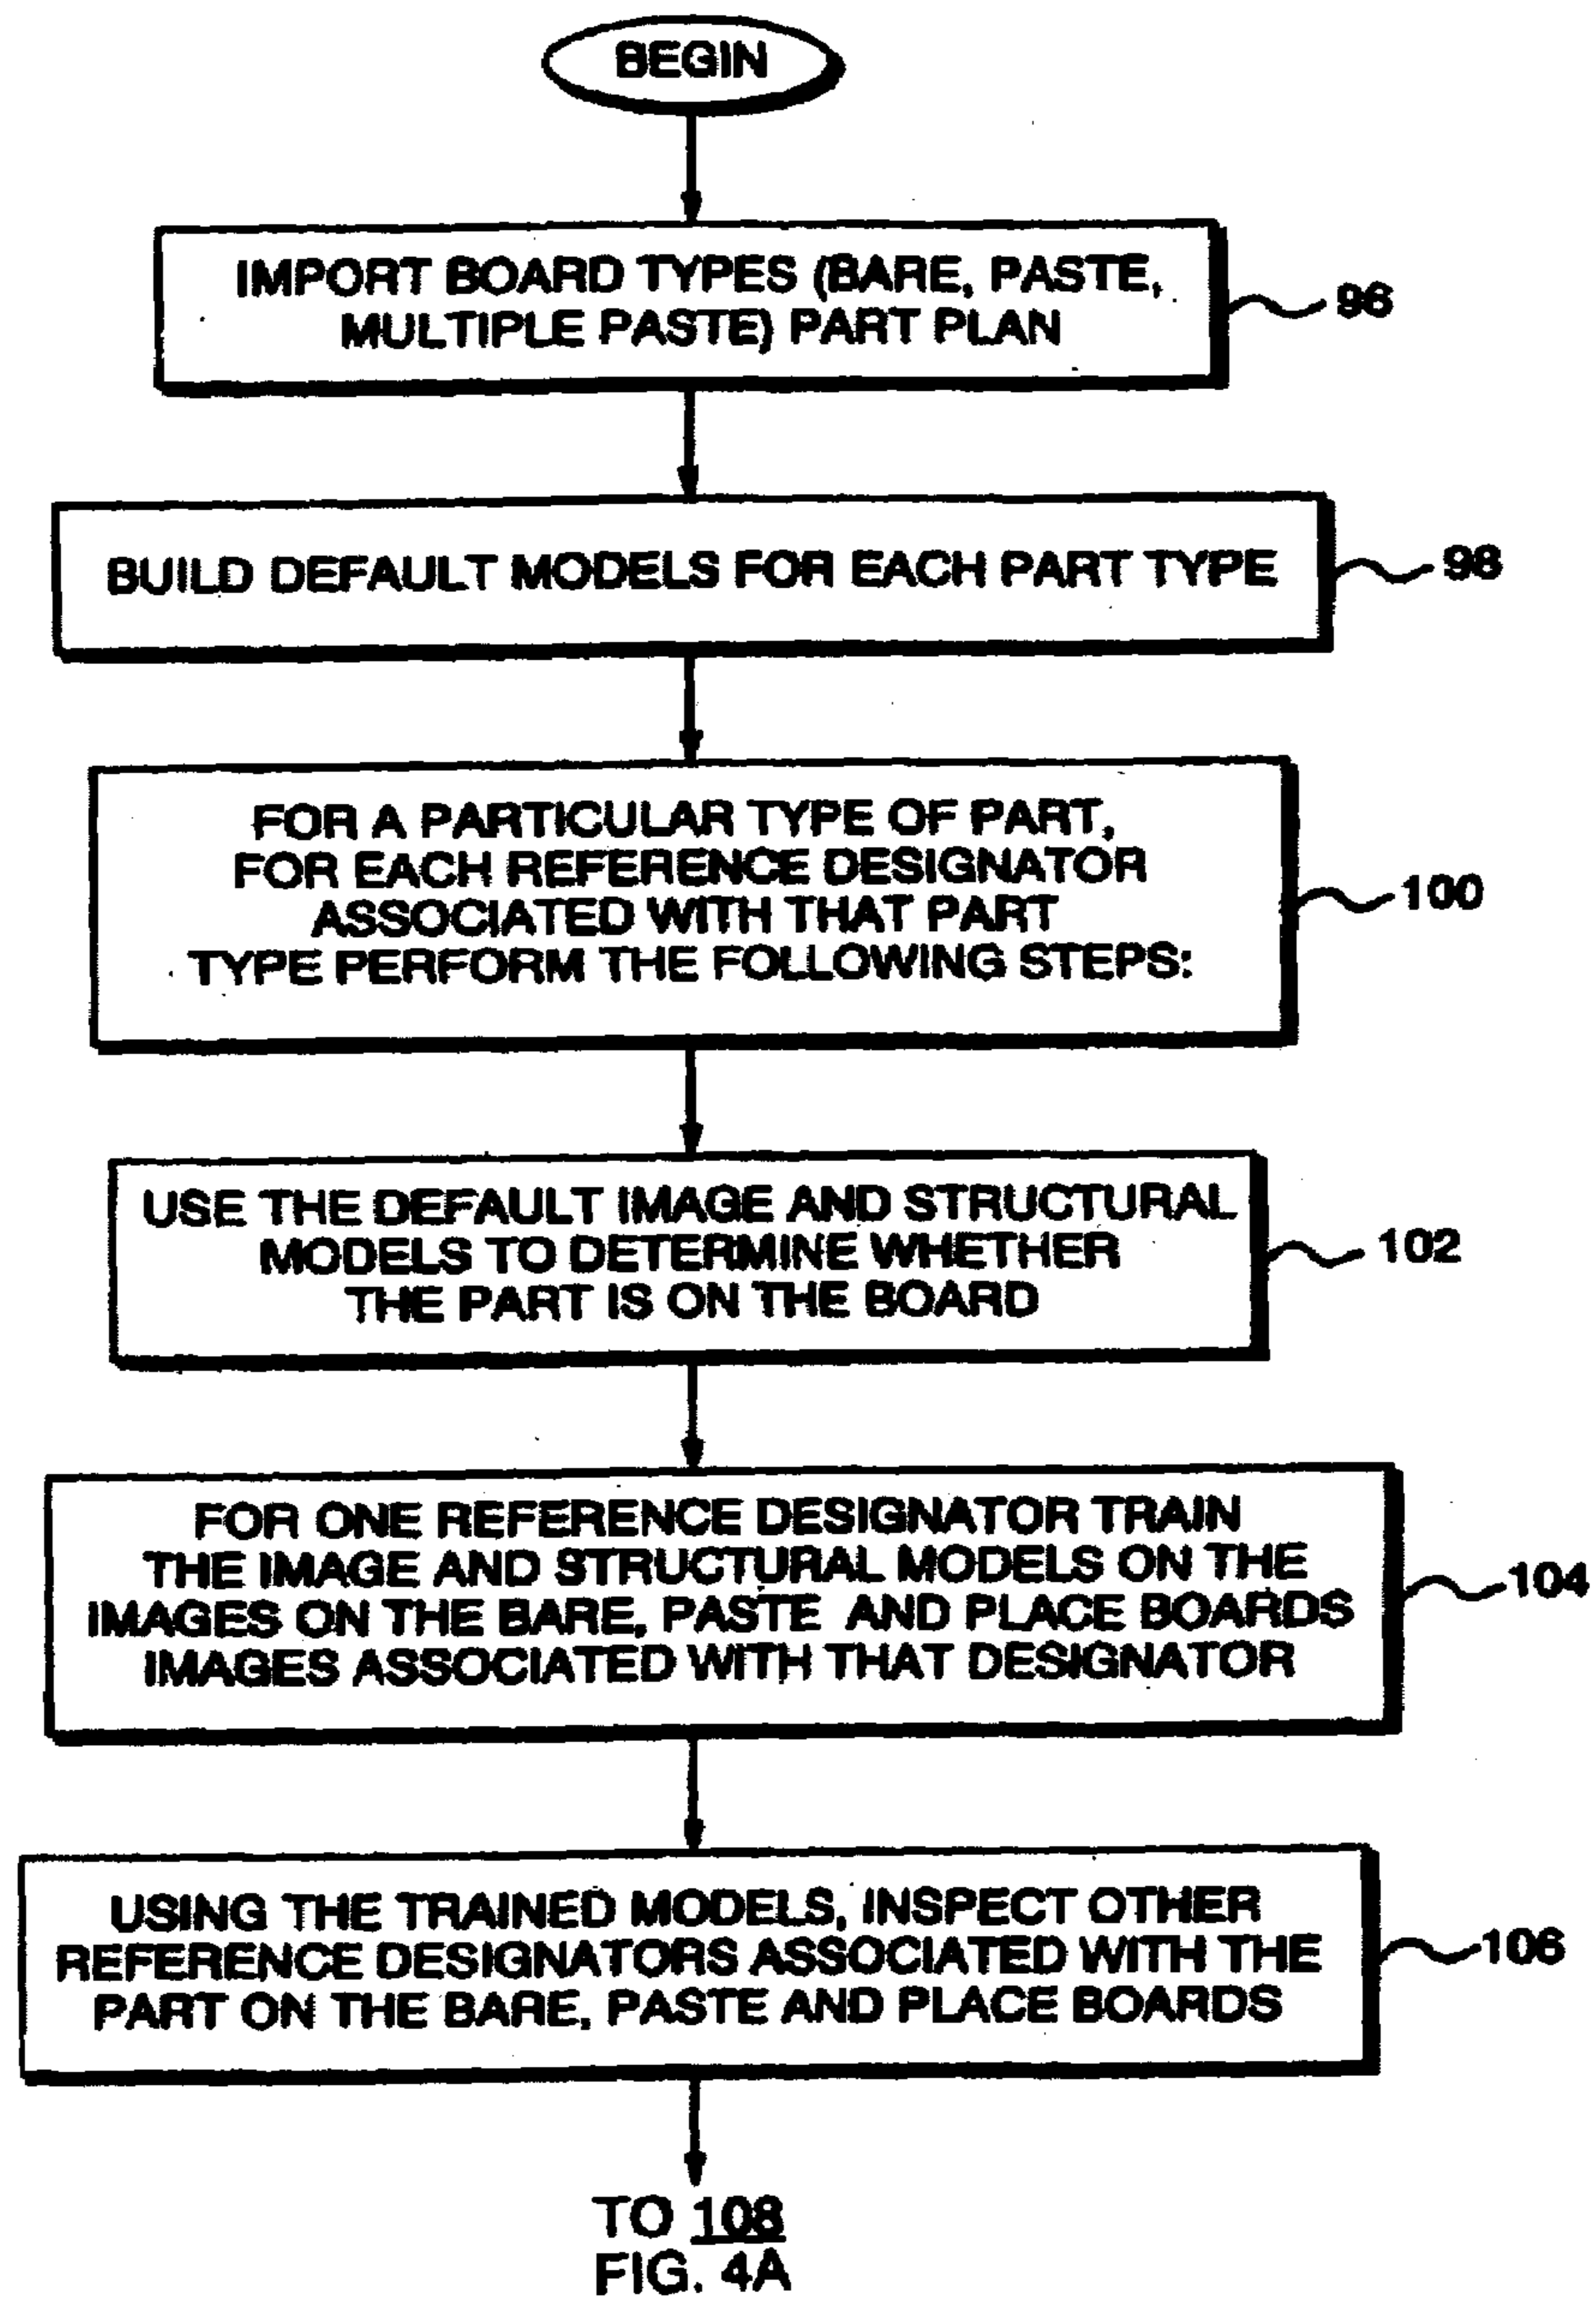 BEGIN
IMPORT BOARD TYPES (BARE, PASTE,
MULTIPLE PASTE) PART PLAN
96
BUILD DEFAULT MODELS FOR EACH PART TYPE
98
FOR A PARTICULAR TYPE OF PART,
FOR EACH REFERENCE DESIGNATOR
ASSOCIATED WITH THAT PART
TYPE PERFORM THE FOLLOWING STEPS:
100
USE THE DEFAULT IMAGE AND STRUCTURAL
MODELS TO DETERMINE WHETHER
THE PART IS ON THE BOARD
102
FOR ONE REFERENCE DESIGNATOR TRAIN
THE IMAGE AND STRUCTURAL MODELS ON THE
IMAGES ON THE BARE, PASTE AND PLACE BOARDS
IMAGES ASSOCIATED WITH THAT DESIGNATOR
104
USING THE TRAINED MODELS, INSPECT OTHER
REFERENCE DESIGNATORS ASSOCIATED WITH THE
PART ON THE BARE, PASTE AND PLACE BOARDS
106
TO 108
FIG. 4A